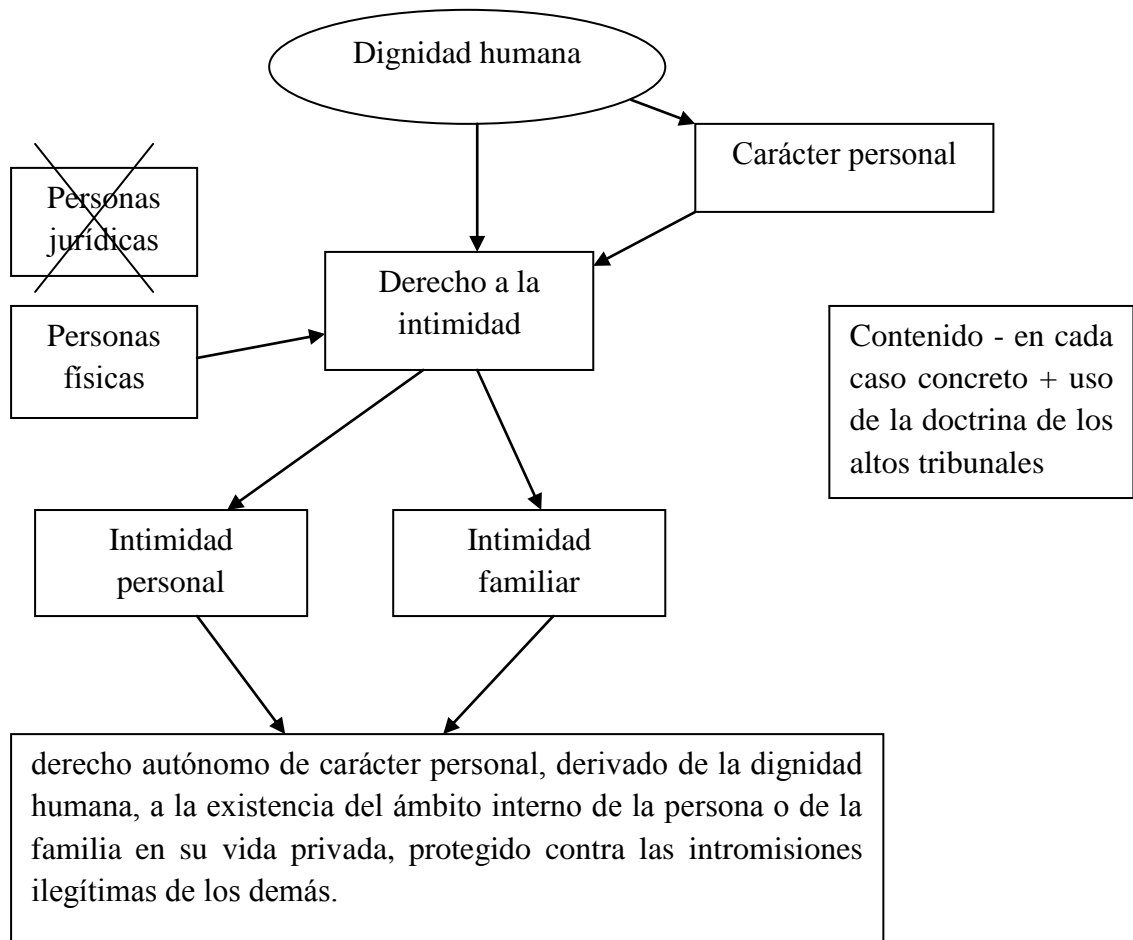 Dignidad humana
Carácter personal
Personas
jurídicas
Derecho a la
intimidad
Personas
físicas
Contenido - en cada
caso concreto + uso
de la doctrina de los
altos tribunales
Intimidad
personal
Intimidad
familiar
derecho autónomo de carácter personal, derivado de la dignidad
humana, a la existencia del ámbito interno de la persona o de la
familia en su vida privada, protegido contra las intromisiones
ilegítimas de los demás.